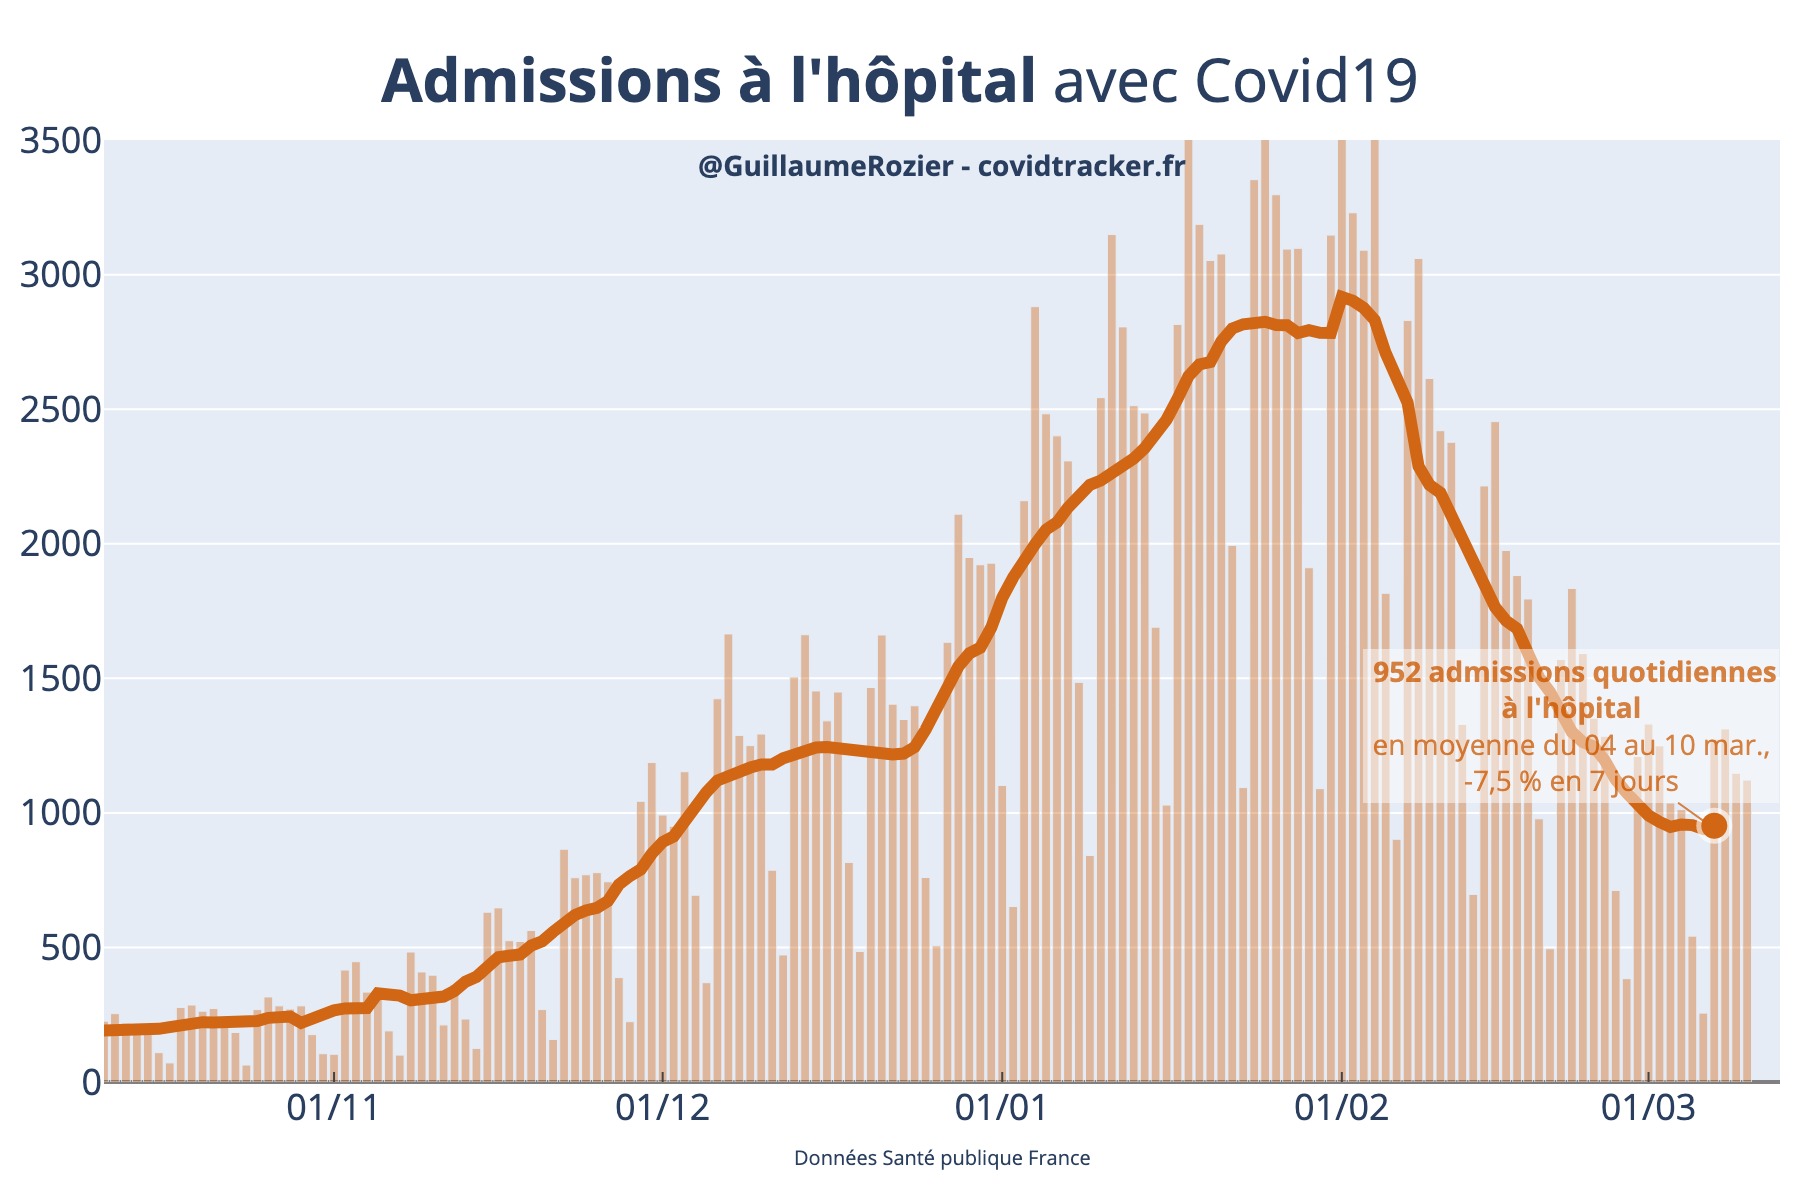 Admissions à l'hôpital avec Covid19
@GuillaumeRozier - covidtracker.fr
3500
3000
2500
2000
1500
1000
500
0
952 admissions quotidiennes
à l'hôpital
en moyenne du 04 au 10 mar.,
-7,5 % en 7 jours
01/11 01/12 01/01 01/02 01/03
Données Santé publique France